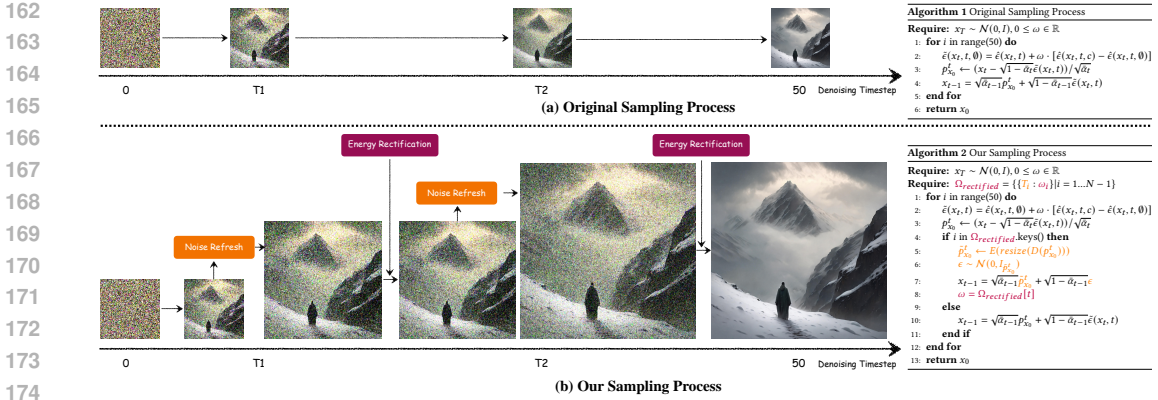 162
163
164
165
166
167
168
169
170
171
172
173
174
0
T1
T2
50
Denoising Timestep
(a) Original Sampling Process
Algorithm 1 Original Sampling Process
Require: x_T ∼ N(0, I), 0 ≤ ω ∈ ℝ
1: for i in range(50) do
2: ε̃(x_t, t, ∅) = ε̂(x_t, t) + ω · [ε̂(x_t, t, c) − ε̂(x_t, t, ∅)]
3: p^t_{x_0} ← (x_t − √(1 − ᾱ_t) ε̃(x_t, t))/√ᾱ_t
4: x_{t−1} = √ᾱ_{t−1} p^t_{x_0} + √(1 − ᾱ_{t−1}) ε̃(x_t, t)
5: end for
6: return x_0
Energy Rectification
Energy Rectification
Noise Refresh
Noise Refresh
0
T1
T2
50
Denoising Timestep
(b) Our Sampling Process
Algorithm 2 Our Sampling Process
Require: x_T ∼ N(0, I), 0 ≤ ω ∈ ℝ
Require: Ω_rectified = {{T_i : ω_i}|i = 1...N − 1}
1: for i in range(50) do
2: ε̃(x_t, t) = ε̂(x_t, t, ∅) + ω · [ε̂(x_t, t, c) − ε̂(x_t, t, ∅)]
3: p^t_{x_0} ← (x_t − √(1 − ᾱ_t) ε̃(x_t, t))/√ᾱ_t
4: if i in Ω_rectified.keys() then
5: p̃^t_{x_0} ← E(resize(D(p^t_{x_0})))
6: ϵ ∼ N(0, I_{p̃^t_{x_0}})
7: x_{t−1} = √ᾱ_{t−1} p̃^t_{x_0} + √(1 − ᾱ_{t−1}) ϵ
8: ω = Ω_rectified[t]
9: else
10: x_{t−1} = √ᾱ_{t−1} p^t_{x_0} + √(1 − ᾱ_{t−1}) ε̃(x_t, t)
11: end if
12: end for
13: return x_0